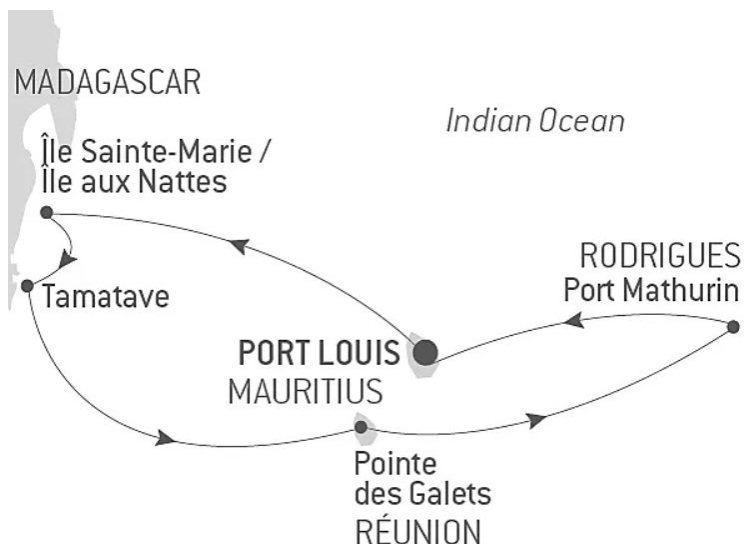 MADAGASCAR
Indian Ocean
Île Sainte-Marie /
Île aux Nattes
RODRIGUES
Port Mathurin
Tamatave
PORT LOUIS
MAURITIUS
Pointe
des Galets
RÉUNION